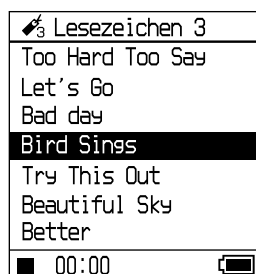 3 Lesezeichen 3
Too Hard Too Say
Let's Go
Bad day
Bird Sings
Try This Out
Beautiful Sky
Better
00:00